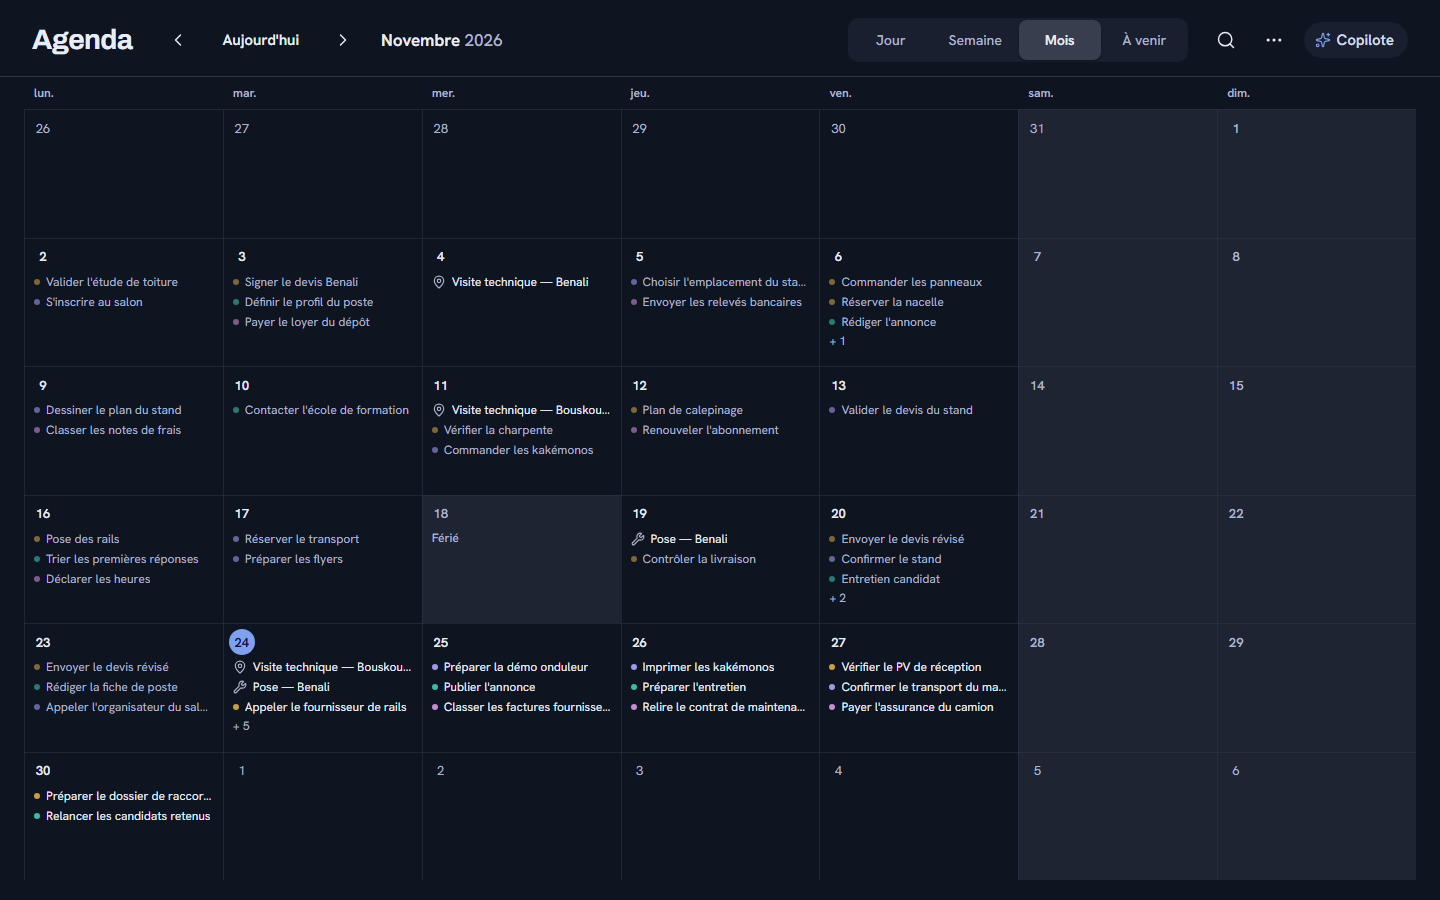 Agenda
Aujourd'hui
Novembre 2026
Jour
Semaine
Mois
À venir
Copilote
lun.
mar.
mer.
jeu.
ven.
sam.
dim.
26
27
28
29
30
31
1
2
Valider l'étude de toiture
S'inscrire au salon
3
Signer le devis Benali
Définir le profil du poste
Payer le loyer du dépôt
4
Visite technique — Benali
5
Choisir l'emplacement du sta...
Envoyer les relevés bancaires
6
Commander les panneaux
Réserver la nacelle
Rédiger l'annonce
+ 1
7
8
9
Dessiner le plan du stand
Classer les notes de frais
10
Contacter l'école de formation
11
Visite technique — Bouskou...
Vérifier la charpente
Commander les kakémonos
12
Plan de calepinage
Renouveler l'abonnement
13
Valider le devis du stand
14
15
16
Pose des rails
Trier les premières réponses
Déclarer les heures
17
Réserver le transport
Préparer les flyers
18
Férié
19
Pose — Benali
Contrôler la livraison
20
Envoyer le devis révisé
Confirmer le stand
Entretien candidat
+ 2
21
22
23
Envoyer le devis révisé
Rédiger la fiche de poste
Appeler l'organisateur du sal...
24
Visite technique — Bouskou...
Pose — Benali
Appeler le fournisseur de rails
+ 5
25
Préparer la démo onduleur
Publier l'annonce
Classer les factures fournisse...
26
Imprimer les kakémonos
Préparer l'entretien
Relire le contrat de maintena...
27
Vérifier le PV de réception
Confirmer le transport du ma...
Payer l'assurance du camion
28
29
30
Préparer le dossier de raccor...
Relancer les candidats retenus
1
2
3
4
5
6